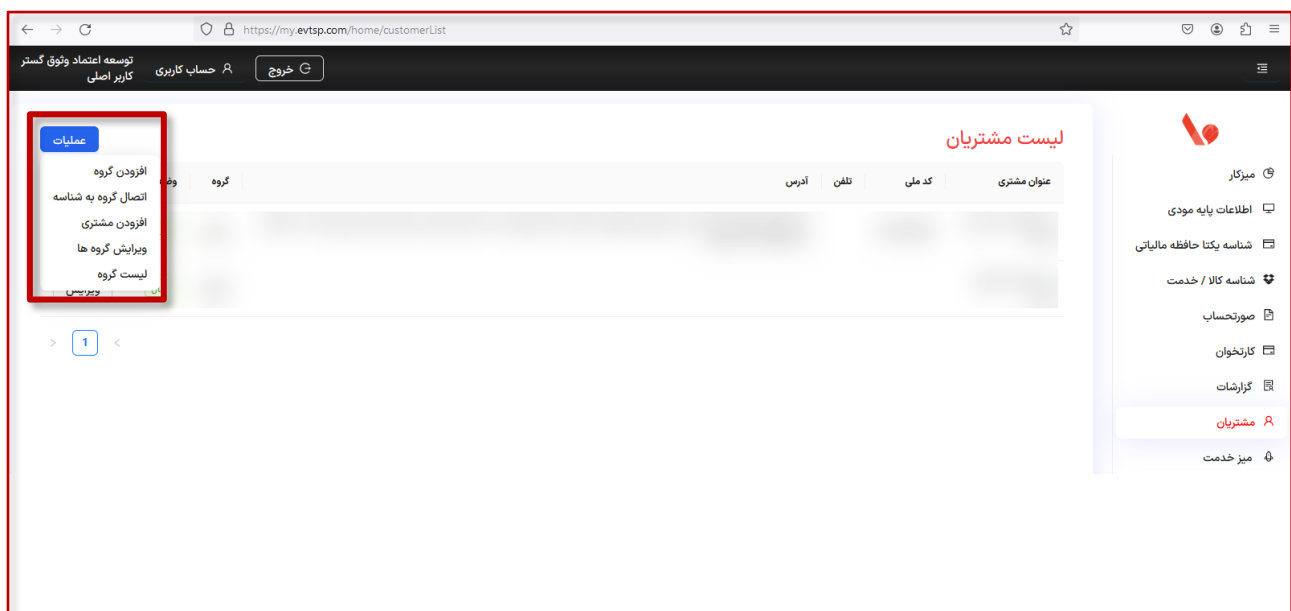 https://my.evtsp.com/home/customerList
توسعه اعتماد وثوق گستر
کاربر اصلی
حساب کاربری
خروج
میزکار
اطلاعات پایه مودی
شناسه یکتا حافظه مالیاتی
شناسه کالا / خدمت
صورتحساب
کارتخوان
گزارشات
مشتریان
میز خدمت
لیست مشتریان
عملیات
عنوان مشتری کد ملی تلفن آدرس گروه
افزودن گروه
اتصال گروه به شناسه
افزودن مشتری
ویرایش گروه ها
لیست گروه
ویرایش
1